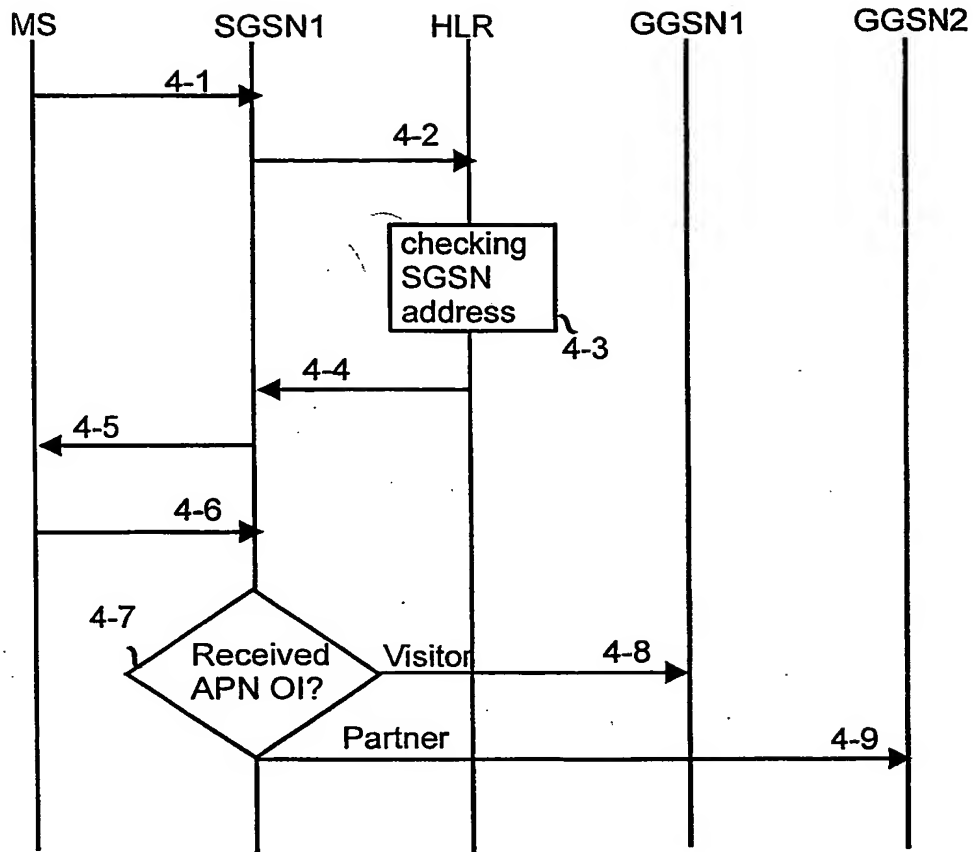 MS SGSN1 HLR GGSN1 GGSN2
4-1
4-2
checking
SGSN
address
4-3
4-4
4-5
4-6
4-7
Received
APN OI?
Visitor
4-8
Partner
4-9